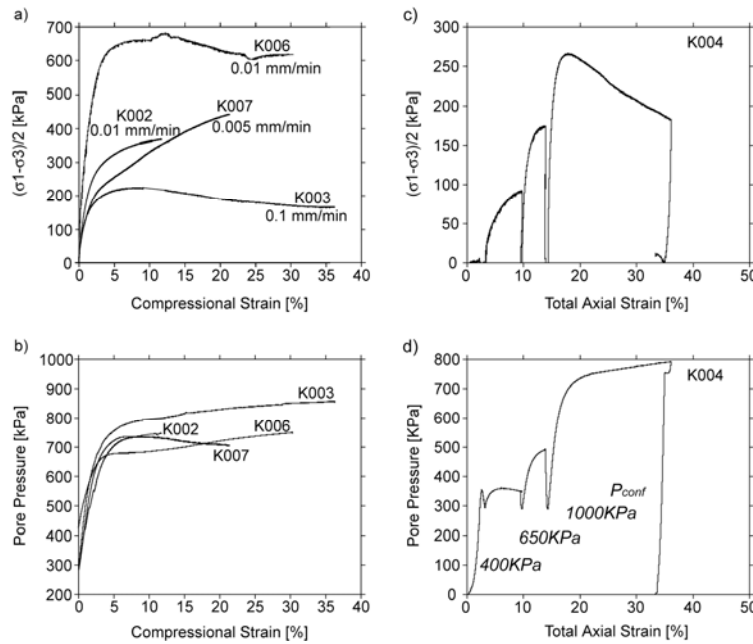 a)
(σ1-σ3)/2 [kPa]
700
600
500
400
300
200
100
0
K006
0.01 mm/min
K002
0.01 mm/min
K007
0.005 mm/min
K003
0.1 mm/min
0 5 10 15 20 25 30 35 40
Compressional Strain [%]
c)
(σ1-σ3)/2 [kPa]
300
250
200
150
100
50
0
K004
0 10 20 30 40 50
Total Axial Strain [%]
b)
Pore Pressure [kPa]
1000
900
800
700
600
500
400
300
200
K003
K002
K006
K007
0 5 10 15 20 25 30 35 40
Compressional Strain [%]
d)
Pore Pressure [KPa]
800
700
600
500
400
300
200
100
0
K004
Pconf
1000KPa
650KPa
400KPa
0 10 20 30 40 50
Total Axial Strain [%]